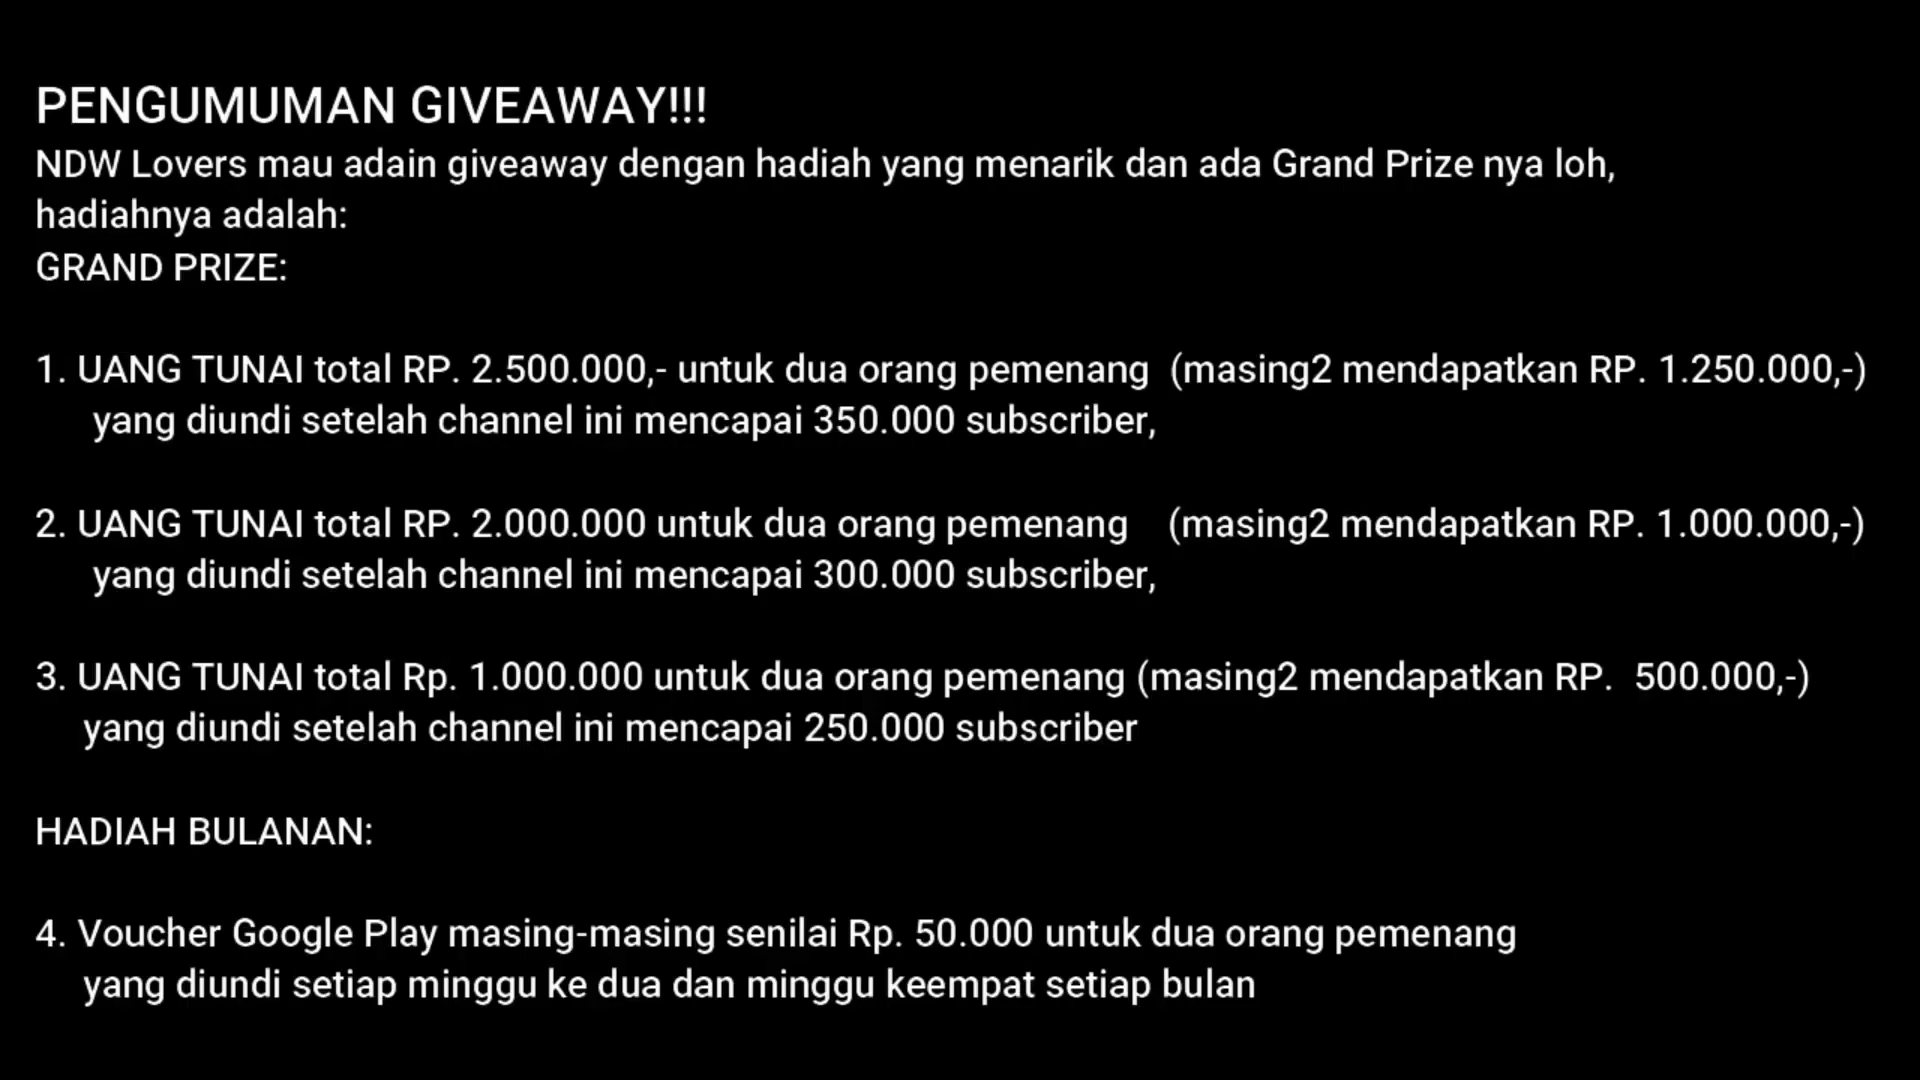 PENGUMUMAN GIVEAWAY!!!
NDW Lovers mau adain giveaway dengan hadiah yang menarik dan ada Grand Prize nya loh,
hadiahnya adalah:
GRAND PRIZE:
1. UANG TUNAI total RP. 2.500.000,- untuk dua orang pemenang (masing2 mendapatkan RP. 1.250.000,-)
yang diundi setelah channel ini mencapai 350.000 subscriber,
2. UANG TUNAI total RP. 2.000.000 untuk dua orang pemenang (masing2 mendapatkan RP. 1.000.000,-)
yang diundi setelah channel ini mencapai 300.000 subscriber,
3. UANG TUNAI total Rp. 1.000.000 untuk dua orang pemenang (masing2 mendapatkan RP. 500.000,-)
yang diundi setelah channel ini mencapai 250.000 subscriber
HADIAH BULANAN:
4. Voucher Google Play masing-masing senilai Rp. 50.000 untuk dua orang pemenang
yang diundi setiap minggu ke dua dan minggu keempat setiap bulan